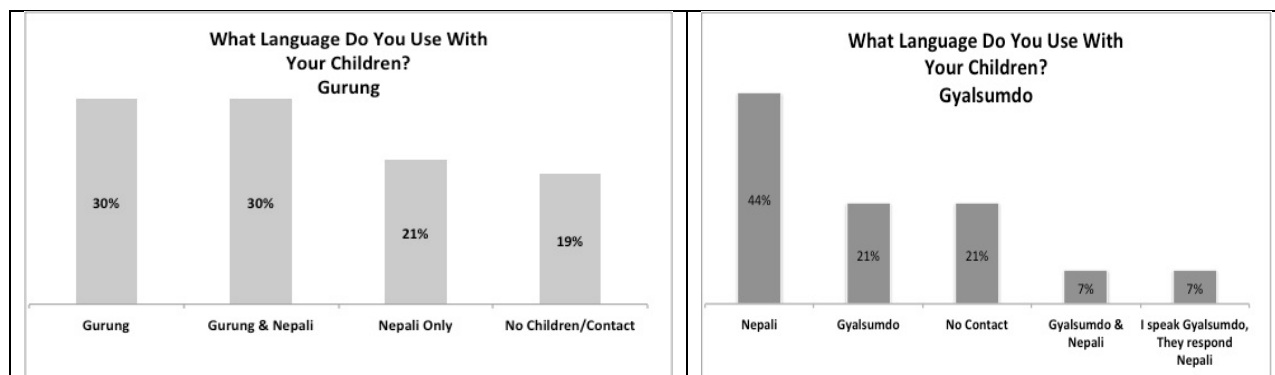 What Language Do You Use With
Your Children?
Gurung
30%
30%
21%
19%
Gurung
Gurung & Nepali
Nepali Only
No Children/Contact
What Language Do You Use With
Your Children?
Gyalsumdo
44%
21%
21%
7%
7%
Nepali
Gyalsumdo
No Contact
Gyalsumdo &
Nepali
I speak Gyalsumdo,
They respond
Nepali